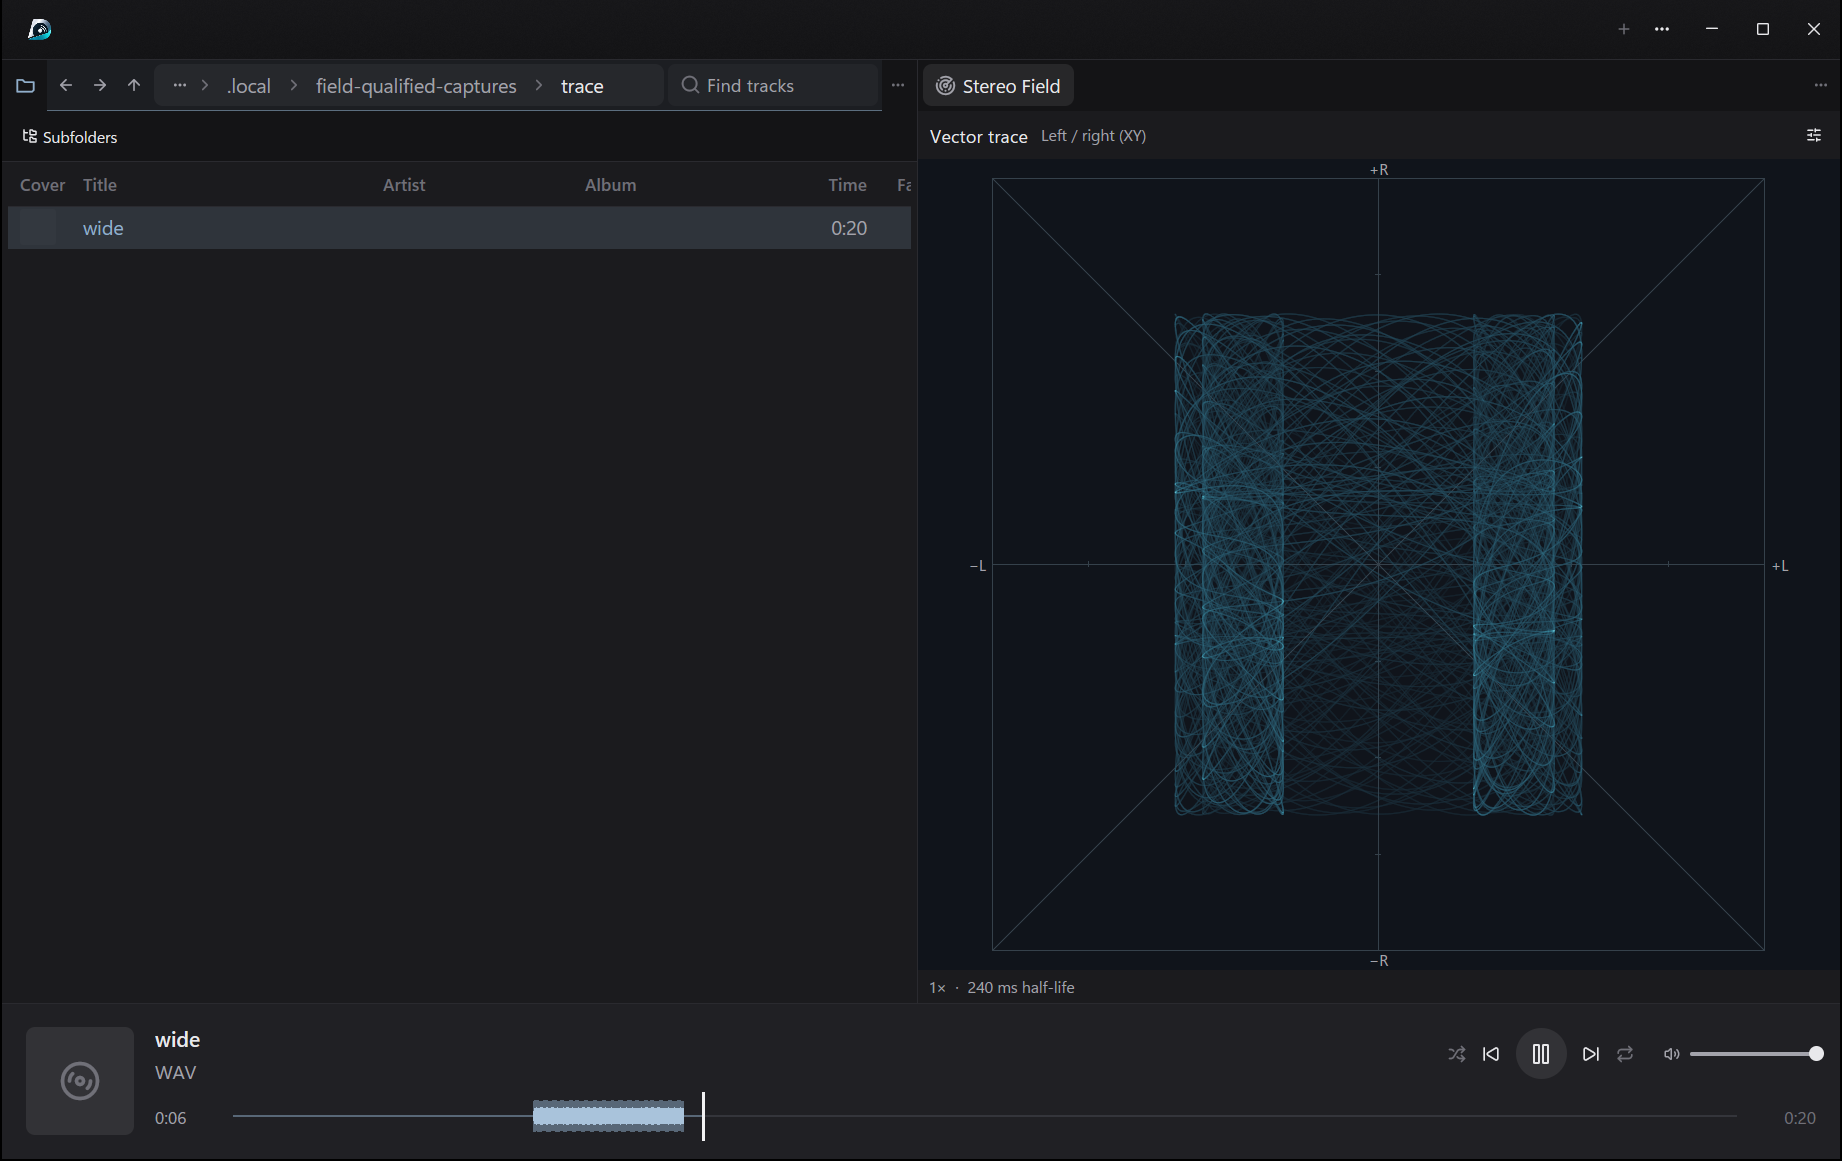 .local
field-qualified-captures
trace
Find tracks
Stereo Field
Subfolders
Vector trace Left / right (XY)
Cover Title Artist Album Time Fa
wide 0:20
+R
−L
+L
−R
1× · 240 ms half-life
wide
WAV
0:06
0:20